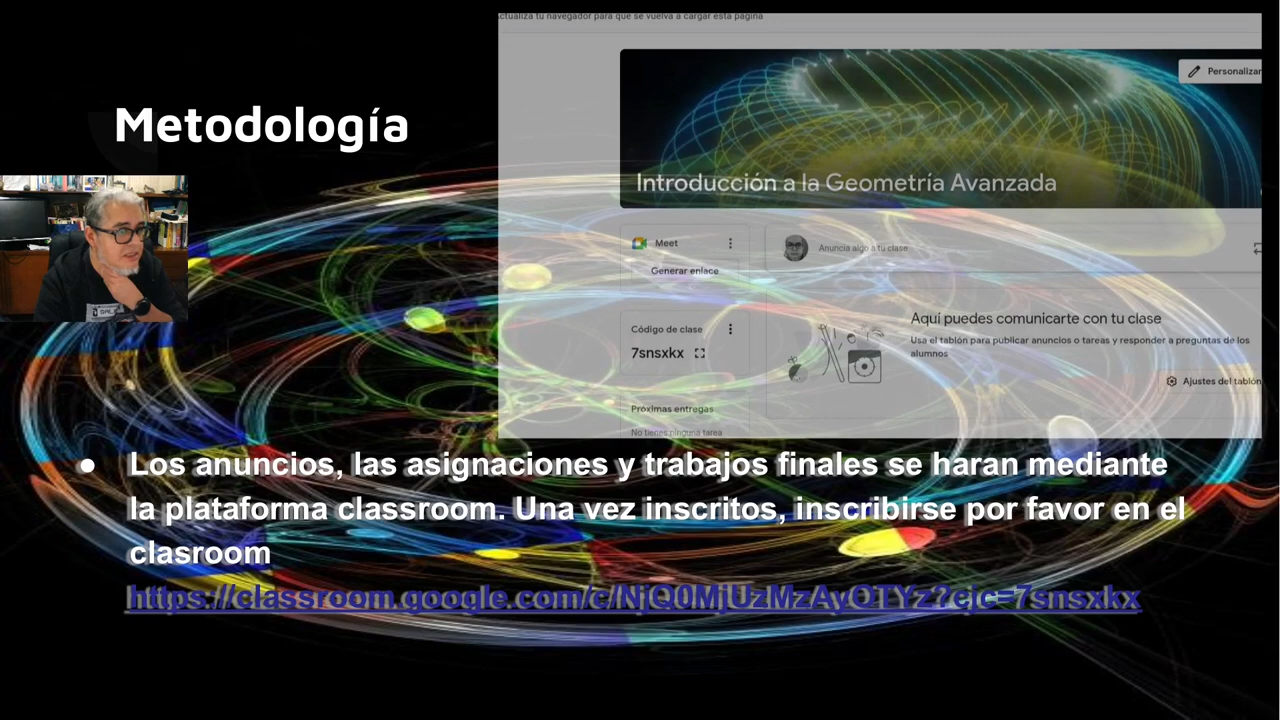 ctualiza tu navegador para que se vuelva a cargar esta página
Personalizar
Metodología
Introducción a la Geometría Avanzada
Meet
Anuncia algo a tu clase
Generar enlace
Código de clase
7snsxkx
Aquí puedes comunicarte con tu clase
Usa el tablón para publicar anuncios o tareas y responder a preguntas de los
alumnos
Ajustes del tablón
Próximas entregas
No tienes ninguna tarea
● Los anuncios, las asignaciones y trabajos finales se haran mediante
la plataforma classroom. Una vez inscritos, inscribirse por favor en el
clasroom
https://classroom.google.com/c/NjQ0MjUzMzAyOTYz?cjc=7snsxkx